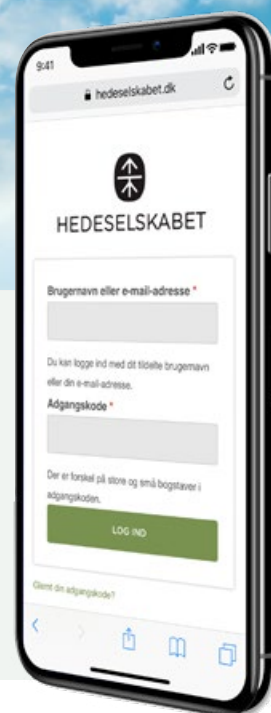 9:41
hedeselskabet.dk
HEDESELSKABET
Brugernavn eller e-mail-adresse *
Du kan logge ind med dit tildelte brugernavn
eller din e-mail-adresse.
Adgangskode *
Der er forskel på store og små bogstaver i
adgangskoden.
LOG IND
Glemt din adgangskode?